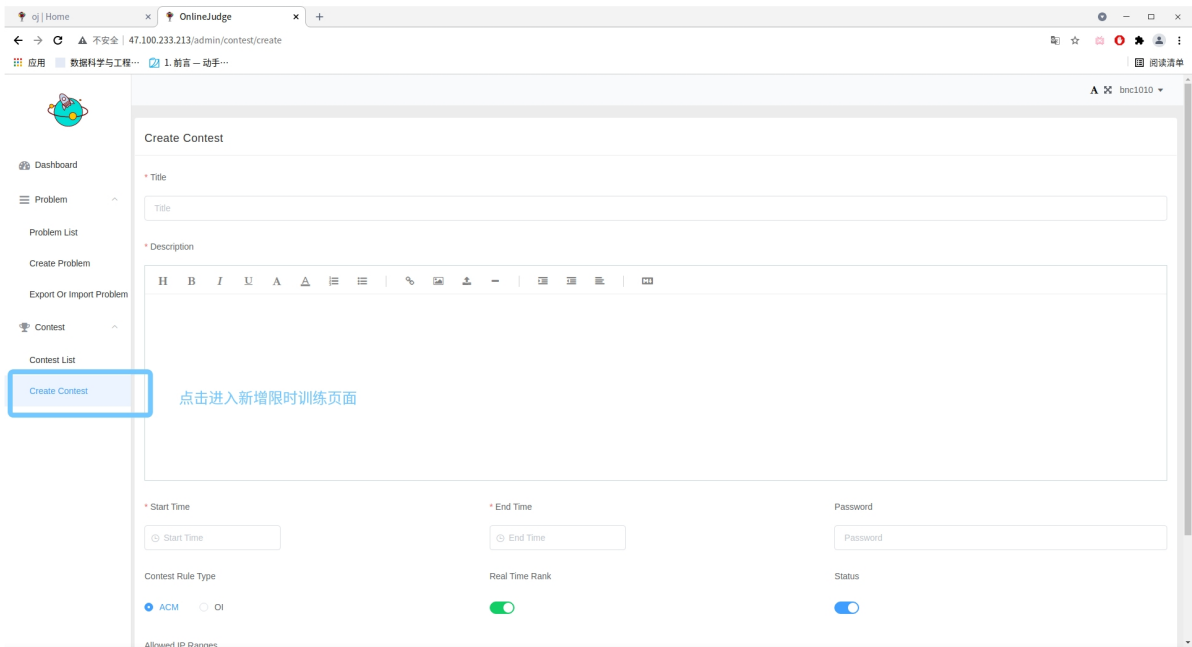 oj | Home
OnlineJudge
不安全 | 47.100.233.213/admin/contest/create
应用
数据科学与工程…
1. 前言 — 动手…
阅读清单
A bnc1010
Create Contest
Dashboard
* Title
Problem
Title
Problem List
* Description
Create Problem
H B I U A A
Export Or Import Problem
Contest
Contest List
Create Contest
点击进入新增限时训练页面
* Start Time * End Time Password
Start Time End Time Password
Contest Rule Type Real Time Rank Status
ACM OI
Allowed IP Ranges